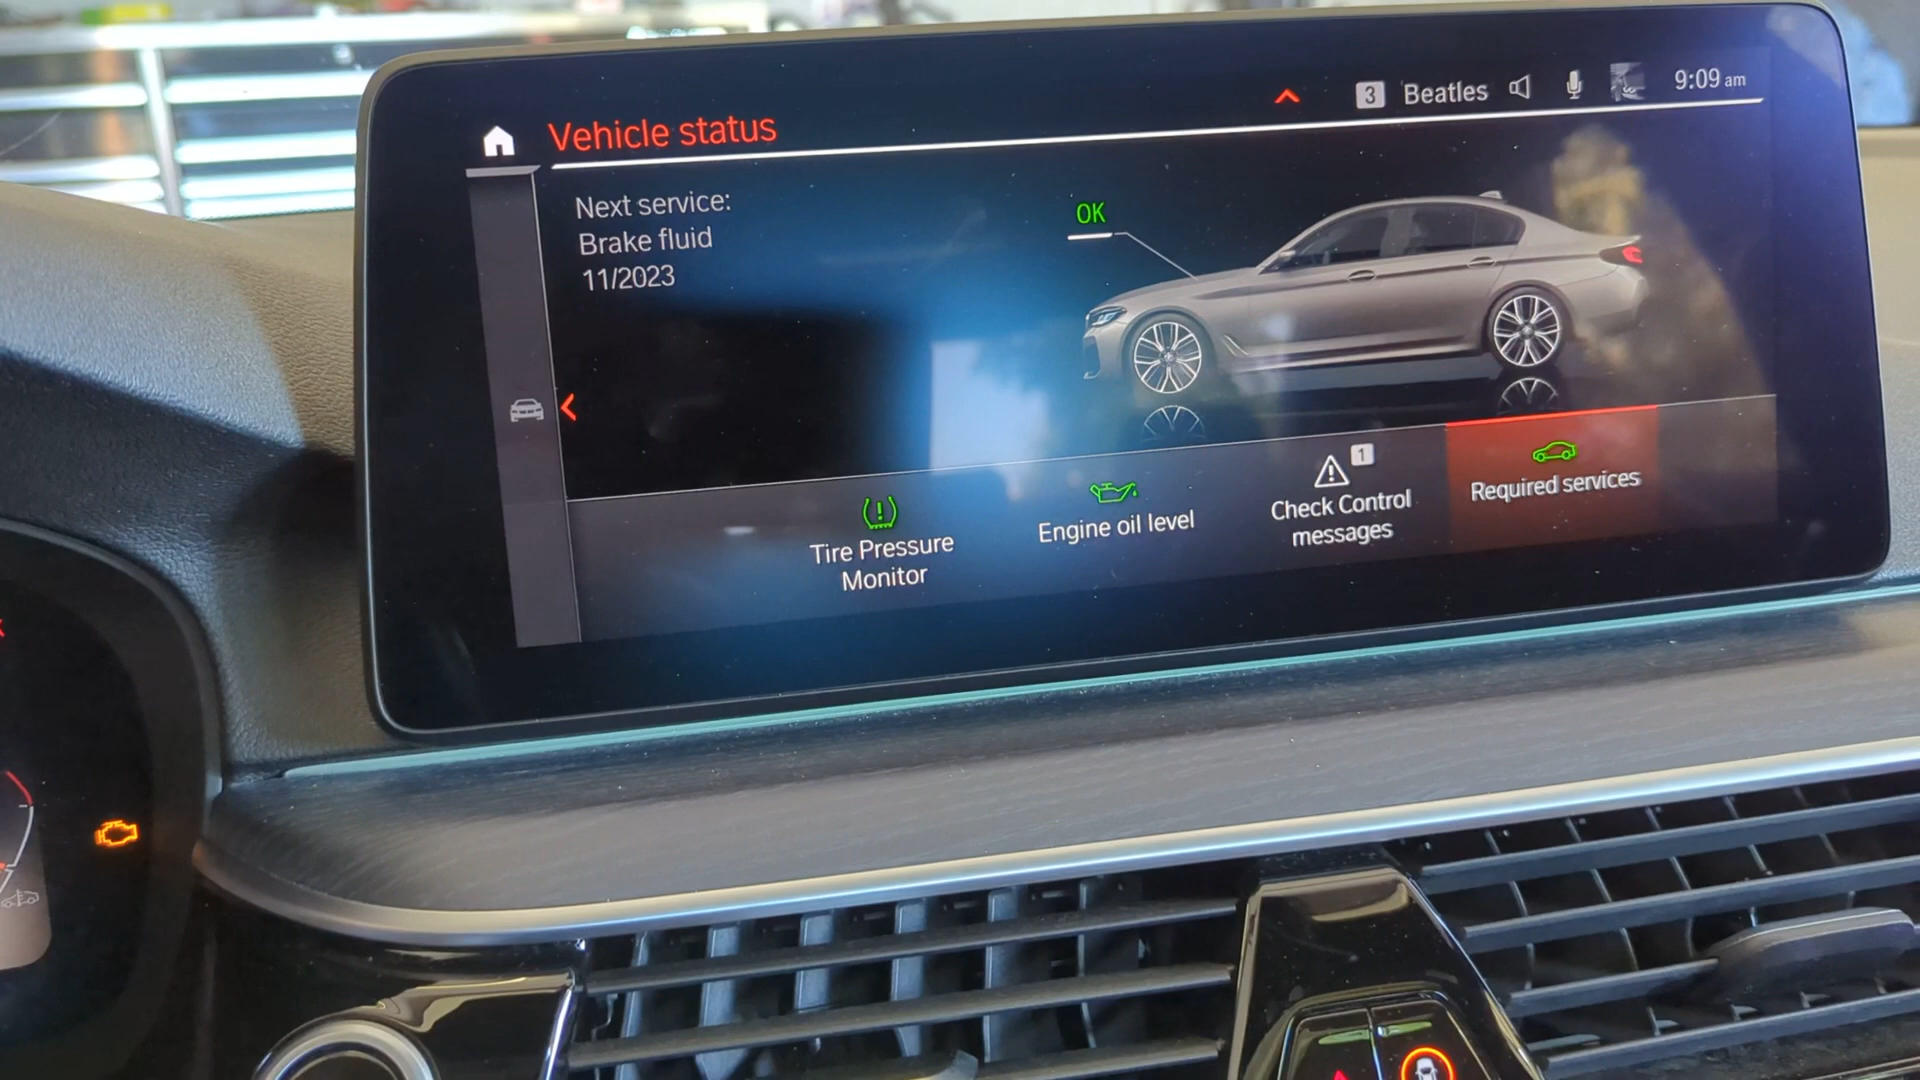 3 Beatles 9:09 am
Vehicle status
Next service:
Brake fluid
11/2023
OK
Tire Pressure
Monitor
Engine oil level
1
Check Control
messages
Required services